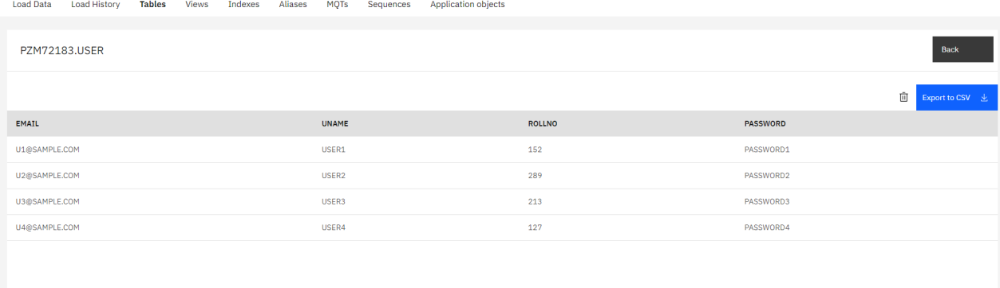 Load Data Load History Tables Views Indexes Aliases MQTs Sequences Application objects
PZM72183.USER Back
Export to CSV
EMAIL UNAME ROLLNO PASSWORD
U1@SAMPLE.COM USER1 152 PASSWORD1
U2@SAMPLE.COM USER2 289 PASSWORD2
U3@SAMPLE.COM USER3 213 PASSWORD3
U4@SAMPLE.COM USER4 127 PASSWORD4